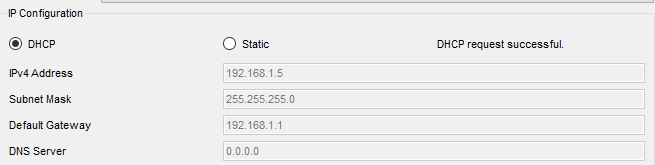 IP Configuration
DHCP Static DHCP request successful.
IPv4 Address 192.168.1.5
Subnet Mask 255.255.255.0
Default Gateway 192.168.1.1
DNS Server 0.0.0.0